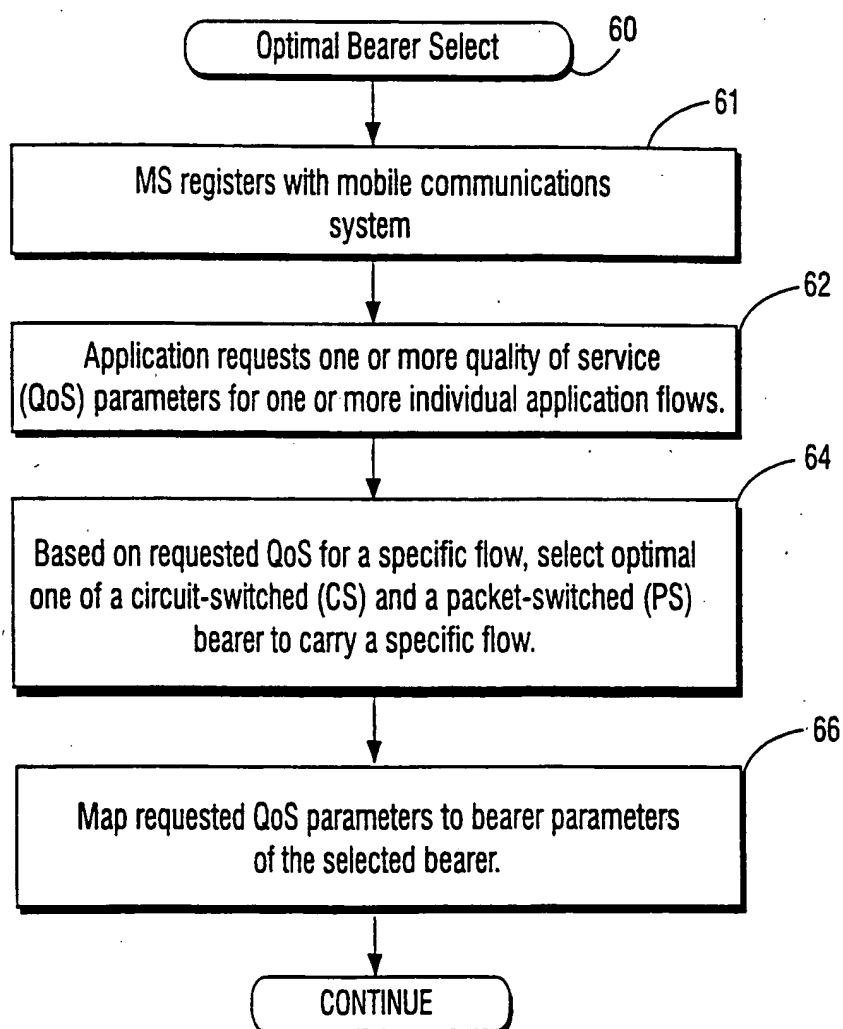 Optimal Bearer Select
60
61
MS registers with mobile communications
system
62
Application requests one or more quality of service
(QoS) parameters for one or more individual application flows.
64
Based on requested QoS for a specific flow, select optimal
one of a circuit-switched (CS) and a packet-switched (PS)
bearer to carry a specific flow.
66
Map requested QoS parameters to bearer parameters
of the selected bearer.
CONTINUE